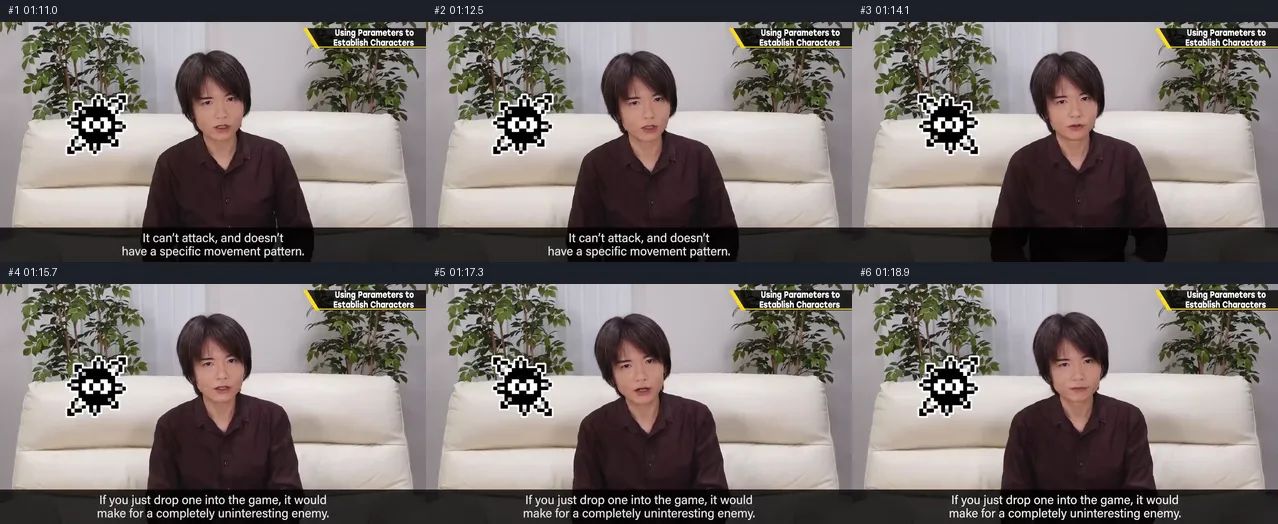 #1 01:11.0
Using Parameters to
Establish Characters
It can't attack, and doesn't
have a specific movement pattern.
#2 01:12.5
Using Parameters to
Establish Characters
It can't attack, and doesn't
have a specific movement pattern.
#3 01:14.1
Using Parameters to
Establish Characters
#4 01:15.7
Using Parameters to
Establish Characters
If you just drop one into the game, it would
make for a completely uninteresting enemy.
#5 01:17.3
Using Parameters to
Establish Characters
If you just drop one into the game, it would
make for a completely uninteresting enemy.
#6 01:18.9
Using Parameters to
Establish Characters
If you just drop one into the game, it would
make for a completely uninteresting enemy.